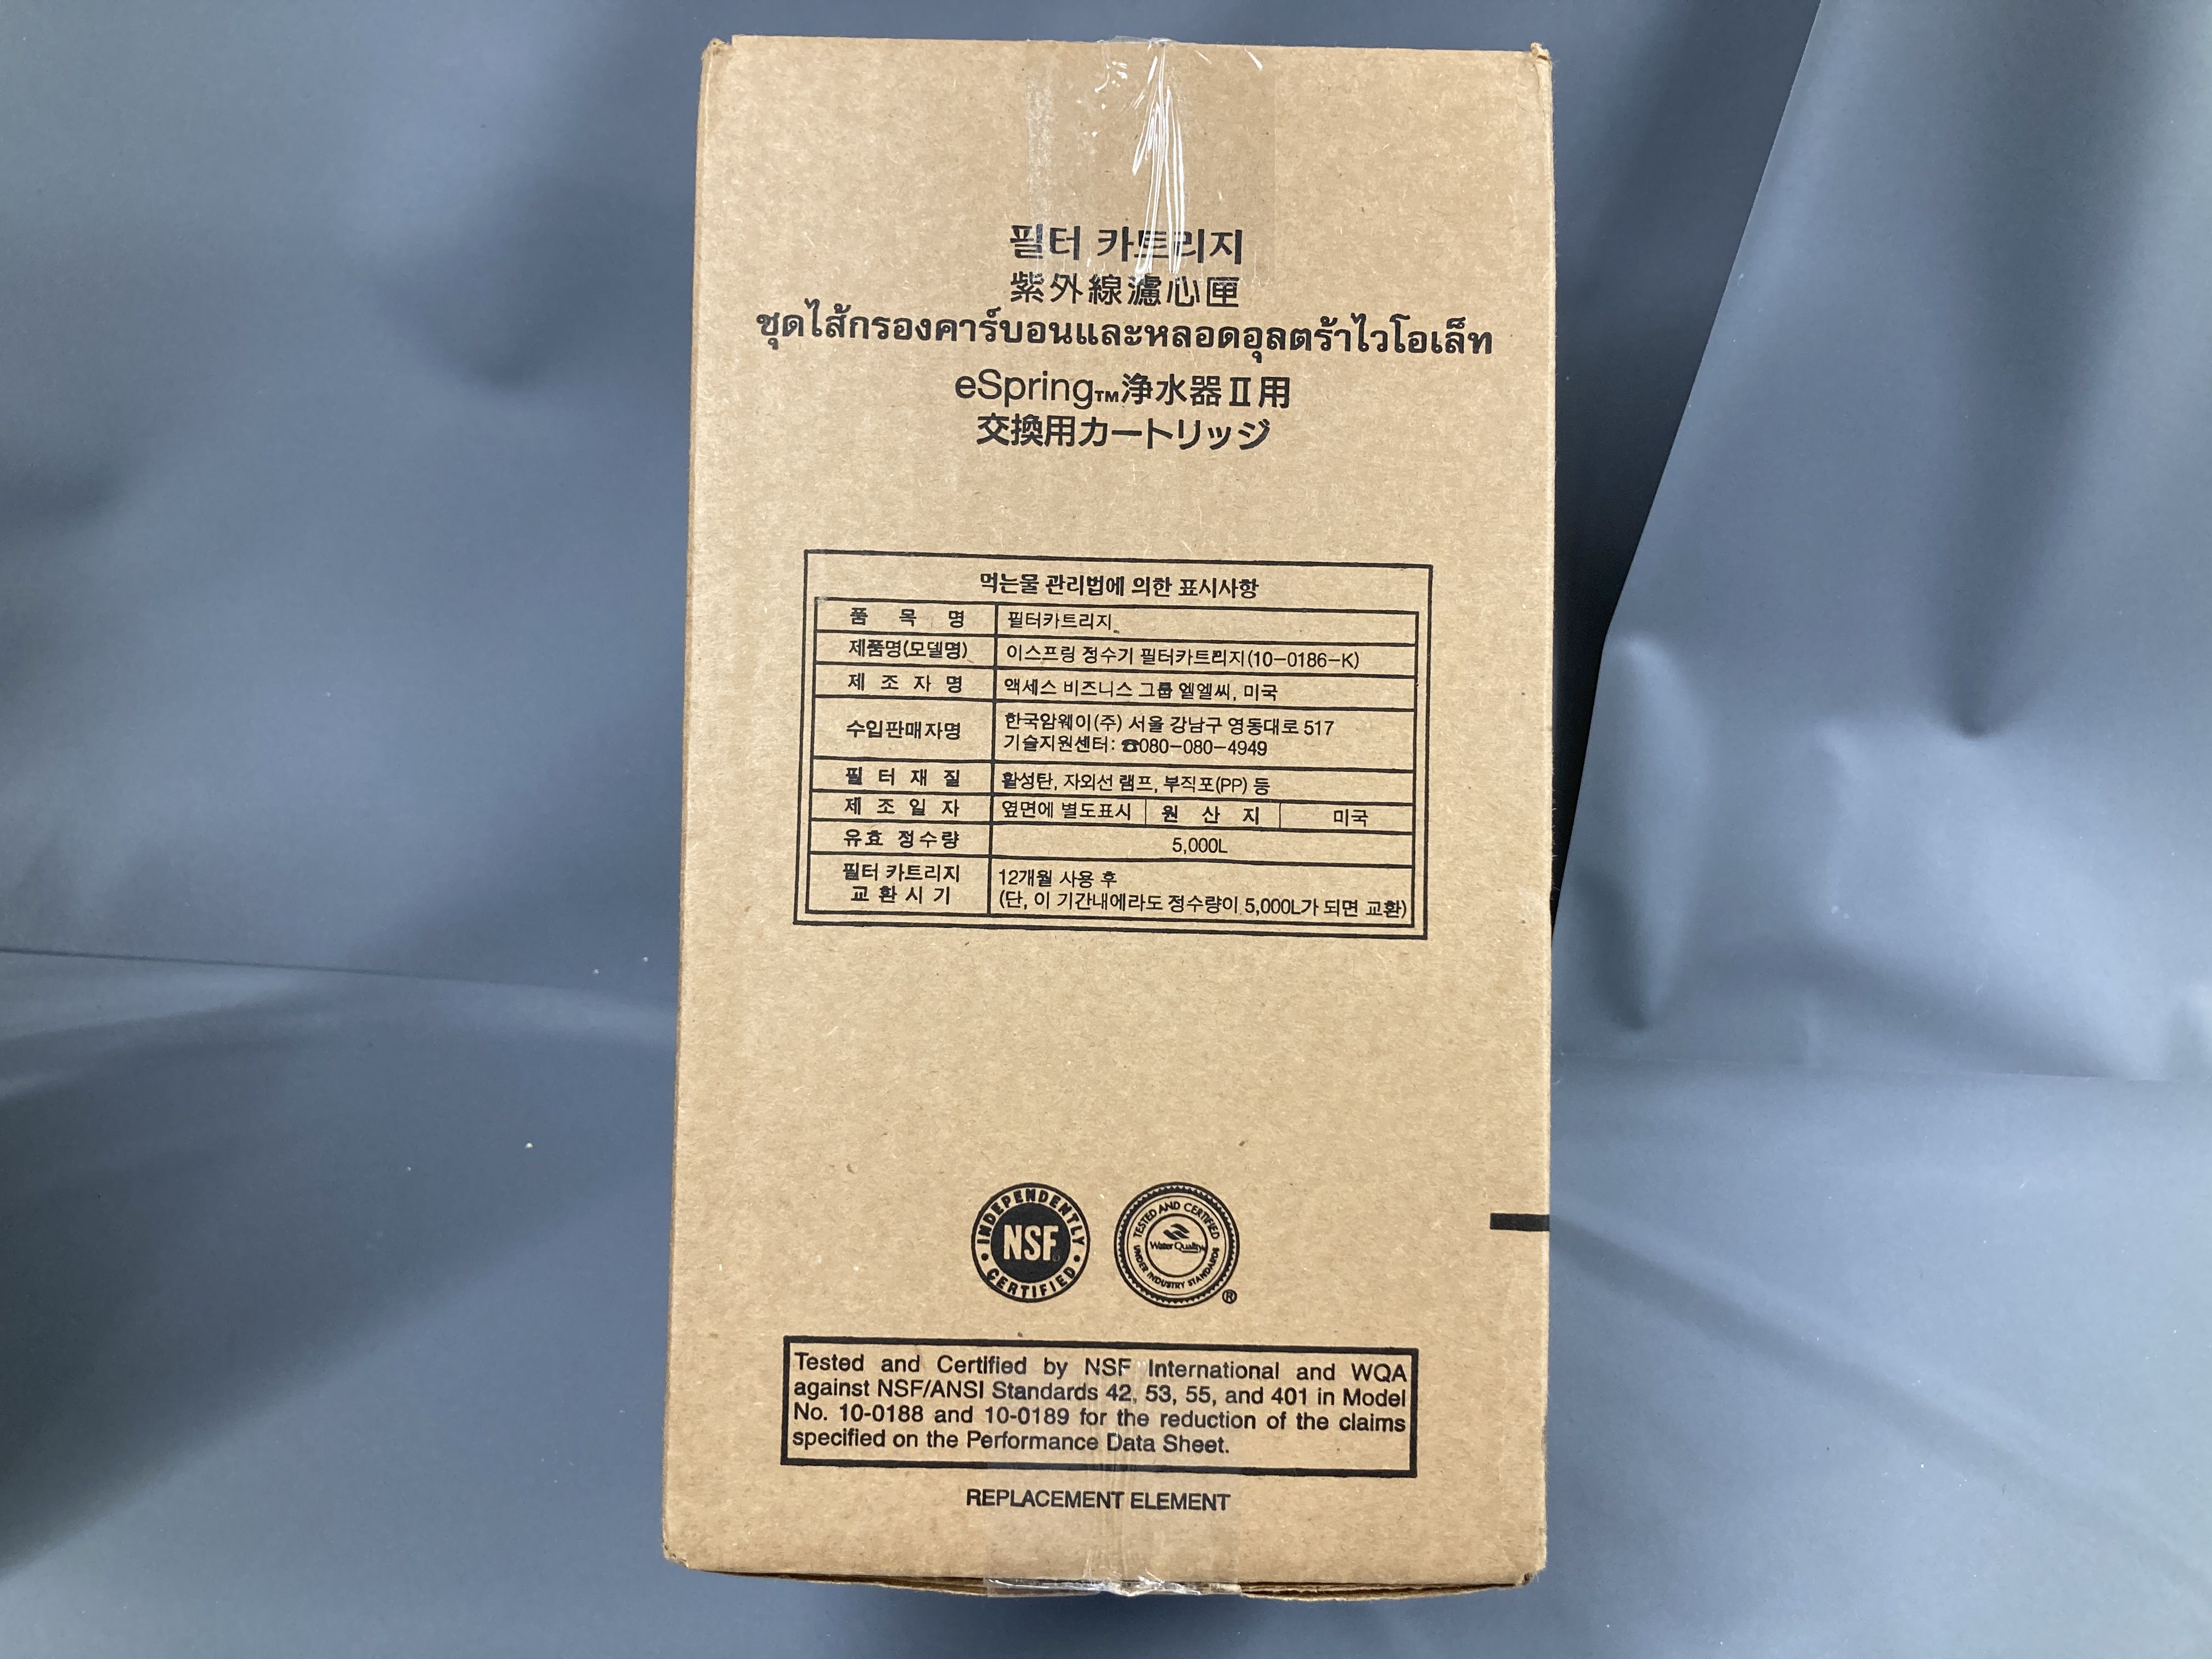 필터 카트리지
紫外線濾心匣
ชุดไส้กรองคาร์บอนและหลอดอุลตร้าไวโอเล็ท
eSpring™浄水器Ⅱ用
交換用カートリッジ
먹는물 관리법에 의한 표시사항
품 목 명 필터카트리지
제품명(모델명) 이스프링 정수기 필터카트리지(10-0186-K)
제 조 자 명 액세스 비즈니스 그룹 엘엘씨, 미국
수입판매자명 한국암웨이(주) 서울 강남구 영동대로 517
기술지원센터: ☎080-080-4949
필 터 재 질 활성탄, 자외선 램프, 부직포(PP) 등
제 조 일 자 옆면에 별도표시 원 산 지 미국
유효 정수량 5,000L
필터 카트리지 교 환 시 기 12개월 사용 후
(단, 이 기간내에라도 정수량이 5,000L가 되면 교환)
INDEPENDENTLY
NSF®
CERTIFIED
TESTED AND CERTIFIED
Water Quality
UNDER INDUSTRY STANDARDS
®
Tested and Certified by NSF International and WQA
against NSF/ANSI Standards 42, 53, 55, and 401 in Model
No. 10-0188 and 10-0189 for the reduction of the claims
specified on the Performance Data Sheet.
REPLACEMENT ELEMENT